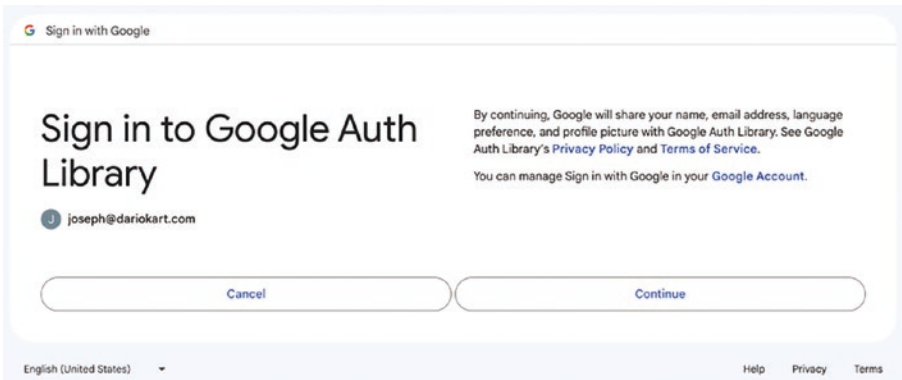 Sign in with Google
Sign in to Google Auth
Library
J joseph@dariokart.com
By continuing, Google will share your name, email address, language
preference, and profile picture with Google Auth Library. See Google
Auth Library's Privacy Policy and Terms of Service.
You can manage Sign in with Google in your Google Account.
Cancel
Continue
English (United States)
Help Privacy Terms